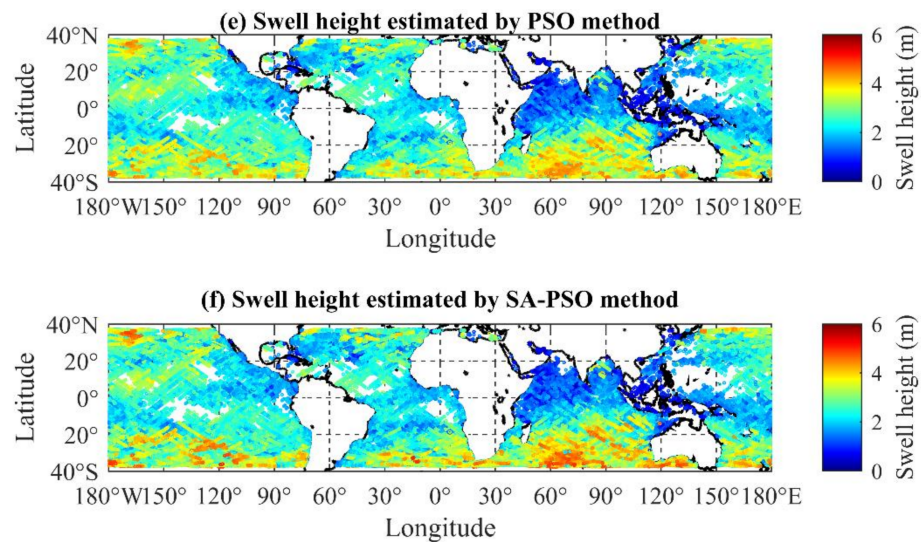 (e) Swell height estimated by PSO method
40°N
20°
0°
20°
40°S
Latitude
180°W150° 120° 90° 60° 30° 0° 30° 60° 90° 120° 150°180°E
Longitude
6
4
2
0
Swell height (m)
(f) Swell height estimated by SA-PSO method
40°N
20°
0°
20°
40°S
Latitude
180°W150° 120° 90° 60° 30° 0° 30° 60° 90° 120° 150°180°E
Longitude
6
4
2
0
Swell height (m)